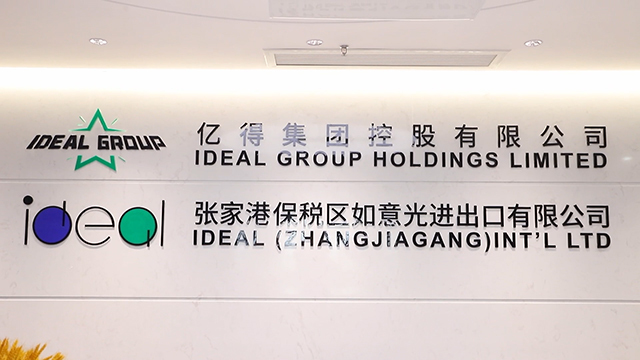 IDEAL GROUP
亿得集团控股有限公司
IDEAL GROUP HOLDINGS LIMITED
ideal
张家港保税区如意光进出口有限公司
IDEAL (ZHANGJIAGANG)INT'L LTD